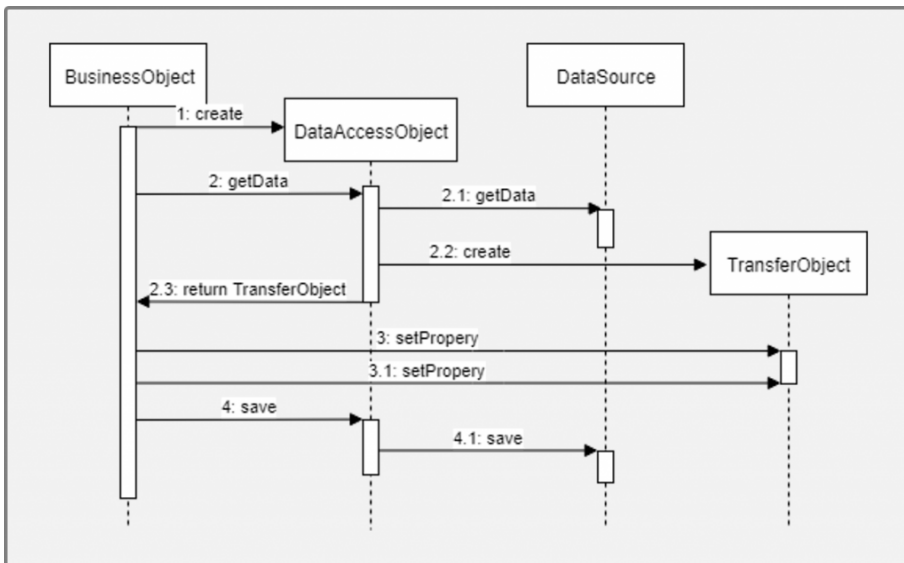 BusinessObject
DataSource
1: create
DataAccessObject
2: getData
2.1: getData
2.2: create
TransferObject
2.3: return TransferObject
3: setPropery
3.1: setPropery
4: save
4.1: save